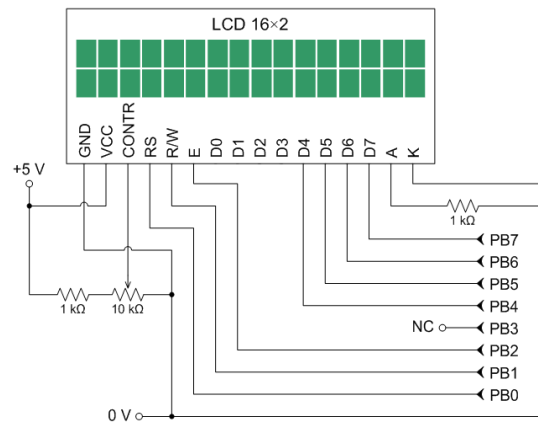 LCD 16×2
GND VCC CONTR RS R/W E D0 D1 D2 D3 D4 D5 D6 D7 A K
+5 V
1 kΩ
PB7
PB6
PB5
1 kΩ 10 kΩ
PB4
NC PB3
PB2
PB1
PB0
0 V